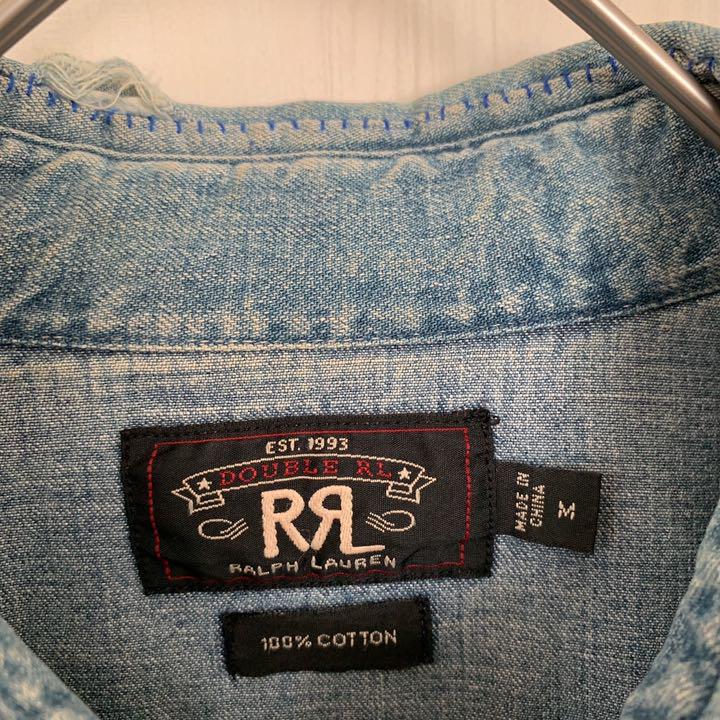 EST. 1993
DOUBLE RL
RRL
RALPH LAUREN
MADE IN
CHINA
M
100% COTTON